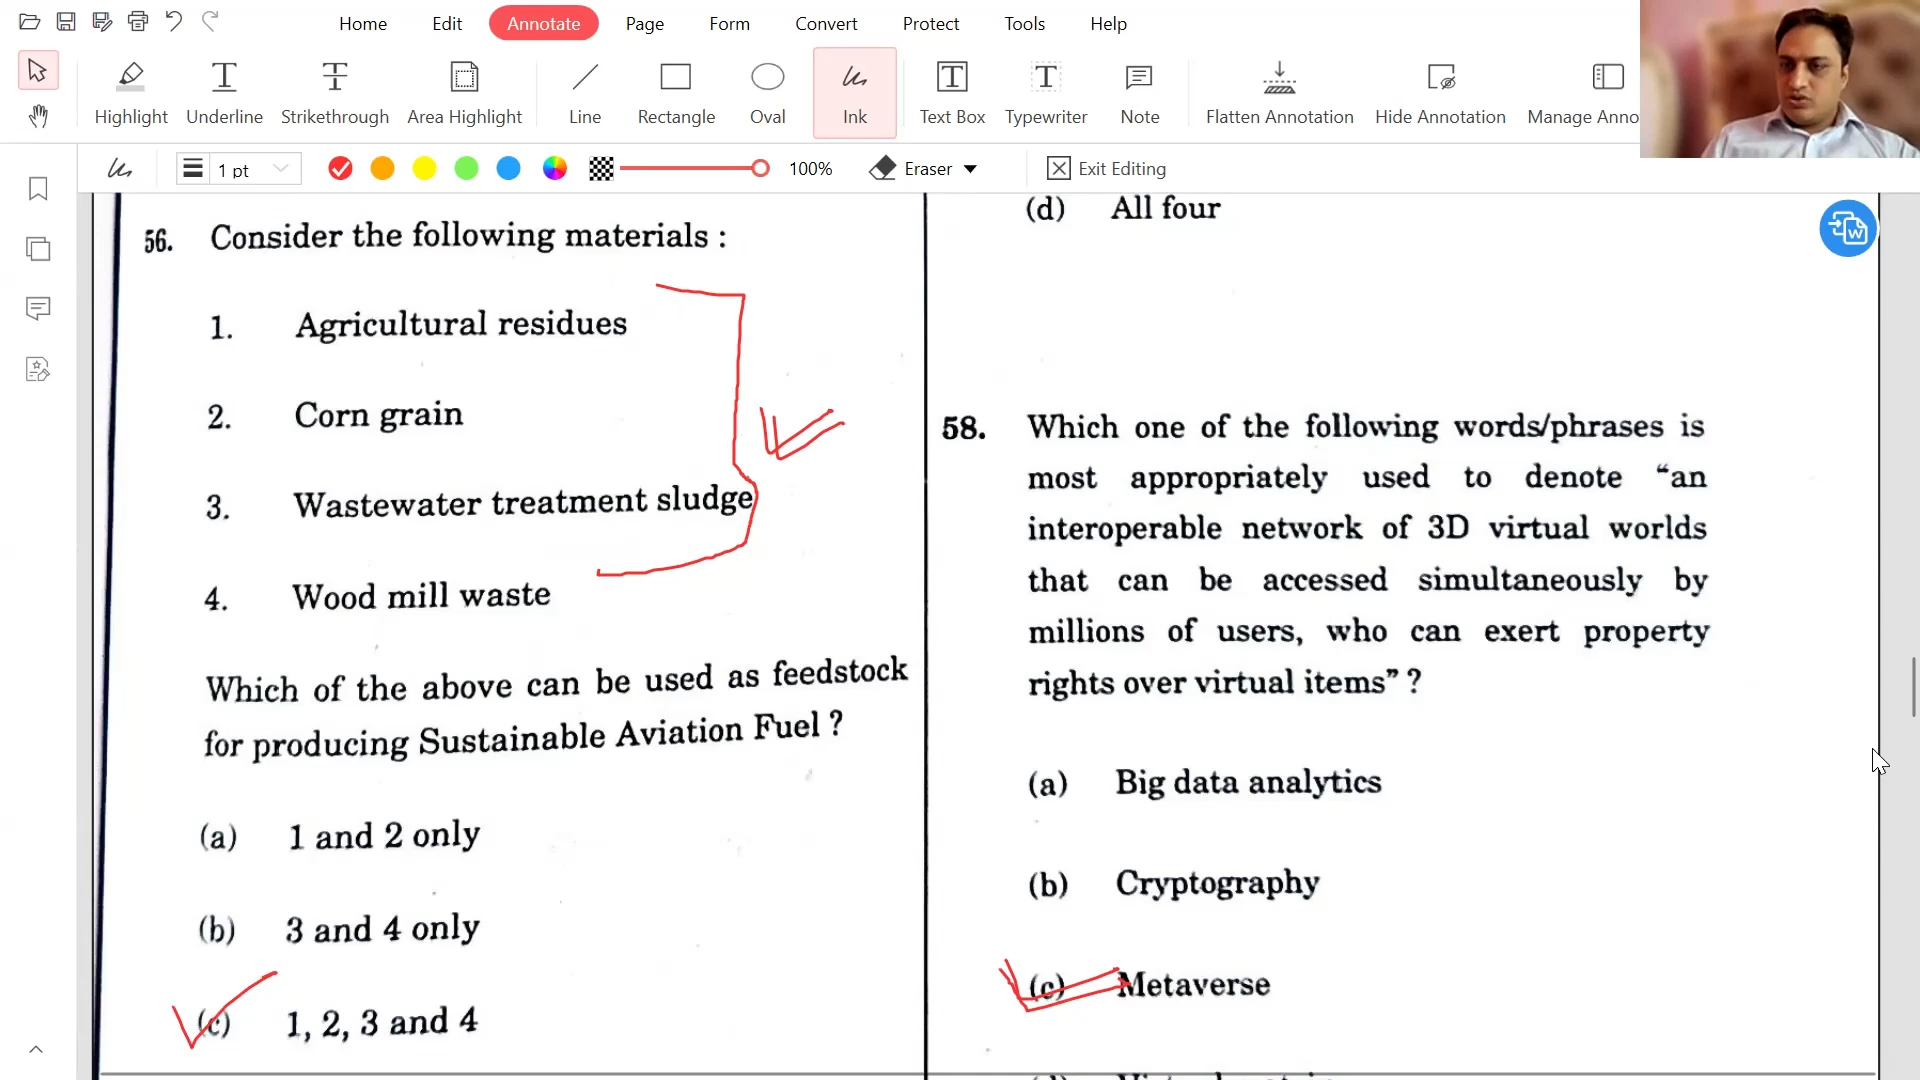 Home Edit Annotate Page Form Convert Protect Tools Help
Highlight Underline Strikethrough Area Highlight Line Rectangle Oval Ink Text Box Typewriter Note Flatten Annotation Hide Annotation Manage Anno
1 pt 100% Eraser Exit Editing
56. Consider the following materials :
1. Agricultural residues
2. Corn grain
3. Wastewater treatment sludge
4. Wood mill waste
Which of the above can be used as feedstock
for producing Sustainable Aviation Fuel ?
(a) 1 and 2 only
(b) 3 and 4 only
(c) 1, 2, 3 and 4
(d) All four
58. Which one of the following words/phrases is
most appropriately used to denote “an
interoperable network of 3D virtual worlds
that can be accessed simultaneously by
millions of users, who can exert property
rights over virtual items” ?
(a) Big data analytics
(b) Cryptography
(c) Metaverse